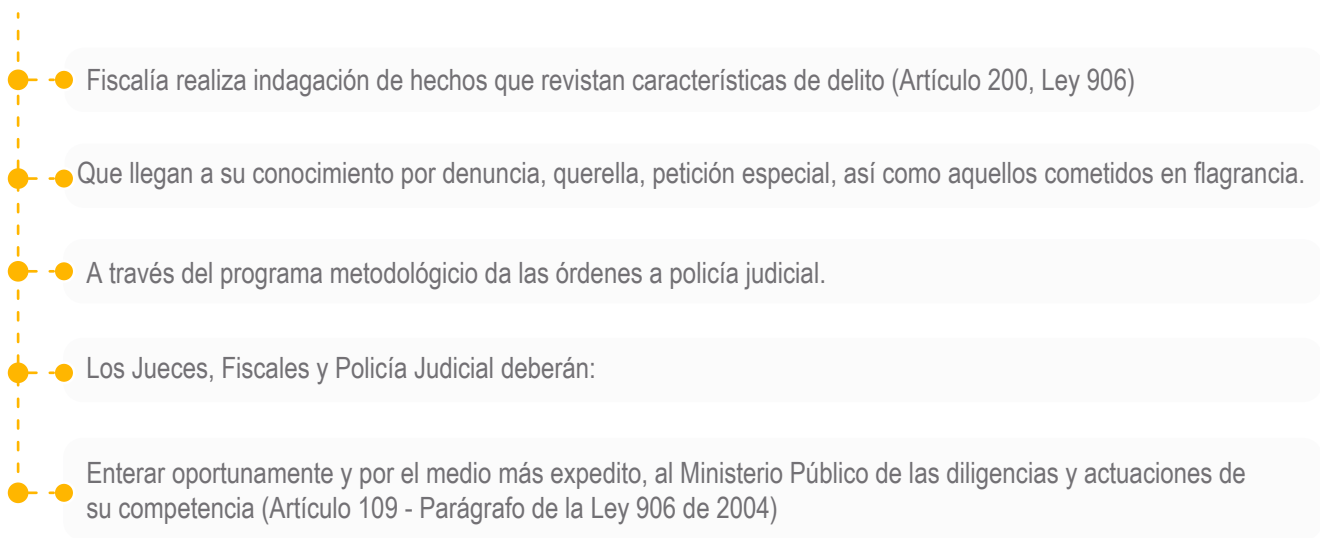 Fiscalía realiza indagación de hechos que revistan características de delito (Artículo 200, Ley 906)
Que llegan a su conocimiento por denuncia, querella, petición especial, así como aquellos cometidos en flagrancia.
A través del programa metodológicio da las órdenes a policía judicial.
Los Jueces, Fiscales y Policía Judicial deberán:
Enterar oportunamente y por el medio más expedito, al Ministerio Público de las diligencias y actuaciones de
su competencia (Artículo 109 - Parágrafo de la Ley 906 de 2004)